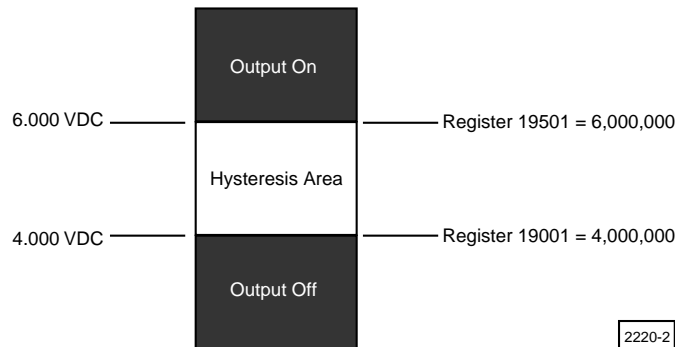 Output On
6.000 VDC
Register 19501 = 6,000,000
Hysteresis Area
4.000 VDC
Register 19001 = 4,000,000
Output Off
2220-2